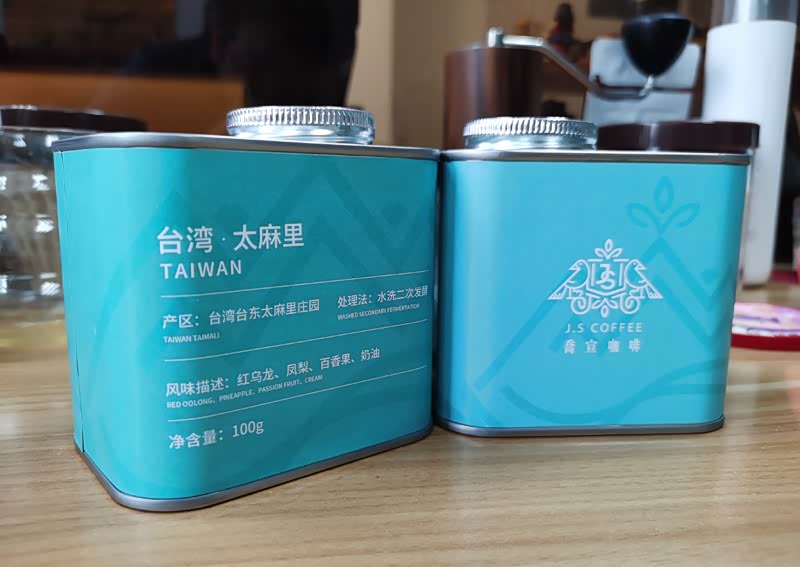 台湾·太麻里
TAIWAN
产区：台湾台东太麻里庄园
TAIWAN TAIMALI
处理法：水洗二次发酵
WASHED SECONDARY FERMENTATION
风味描述：红乌龙、凤梨、百香果、奶油
RED OOLONG、PINEAPPLE、PASSION FRUIT、CREAM
净含量：100g
JS
J.S COFFEE
喬宣咖啡